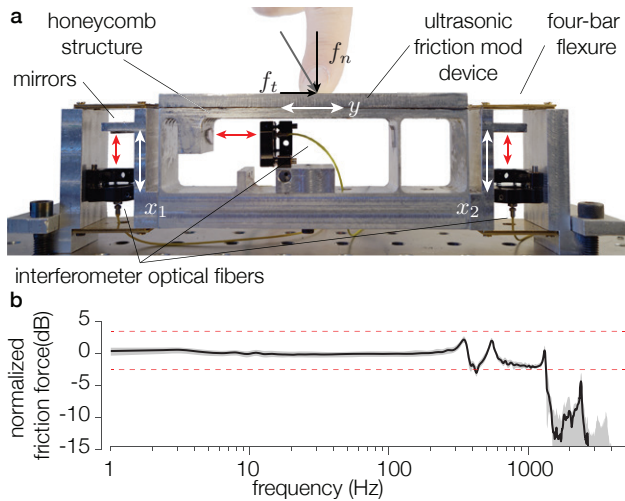 a
honeycomb
structure
mirrors
f_t
f_n
y
ultrasonic
friction mod
device
four-bar
flexure
x_1
x_2
interferometer optical fibers
b
normalized
friction force(dB)
5
0
-5
-10
-15
1
10
100
1000
frequency (Hz)